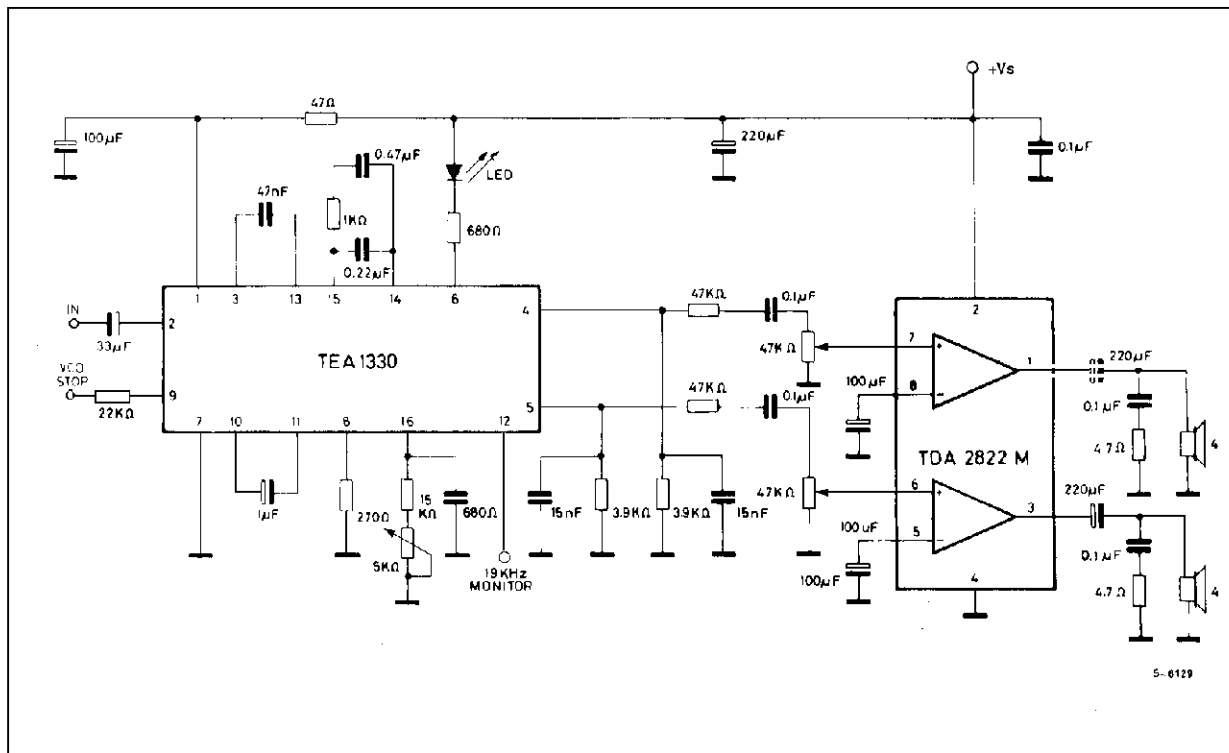 +Vs
47Ω
100µF
220µF
0.1µF
0.47µF
LED
47nF
1KΩ
680Ω
0.22µF
1
3
13
15
14
6
47KΩ
0.1µF
2
IN
2
4
33µF
TEA1330
47KΩ
7
1
220µF
VCO
STOP
47KΩ
100µF
8
0.1µF
22KΩ
9
5
0.1µF
4
4.7Ω
7
10
11
8
16
12
TDA 2822 M
47KΩ
6
220µF
1µF
270Ω
15
KΩ
680Ω
15nF
3.9KΩ
3.9KΩ
15nF
3
100µF
5
0.1µF
5KΩ
19KHz
MONITOR
100µF
4
4.7Ω
4
S-6129